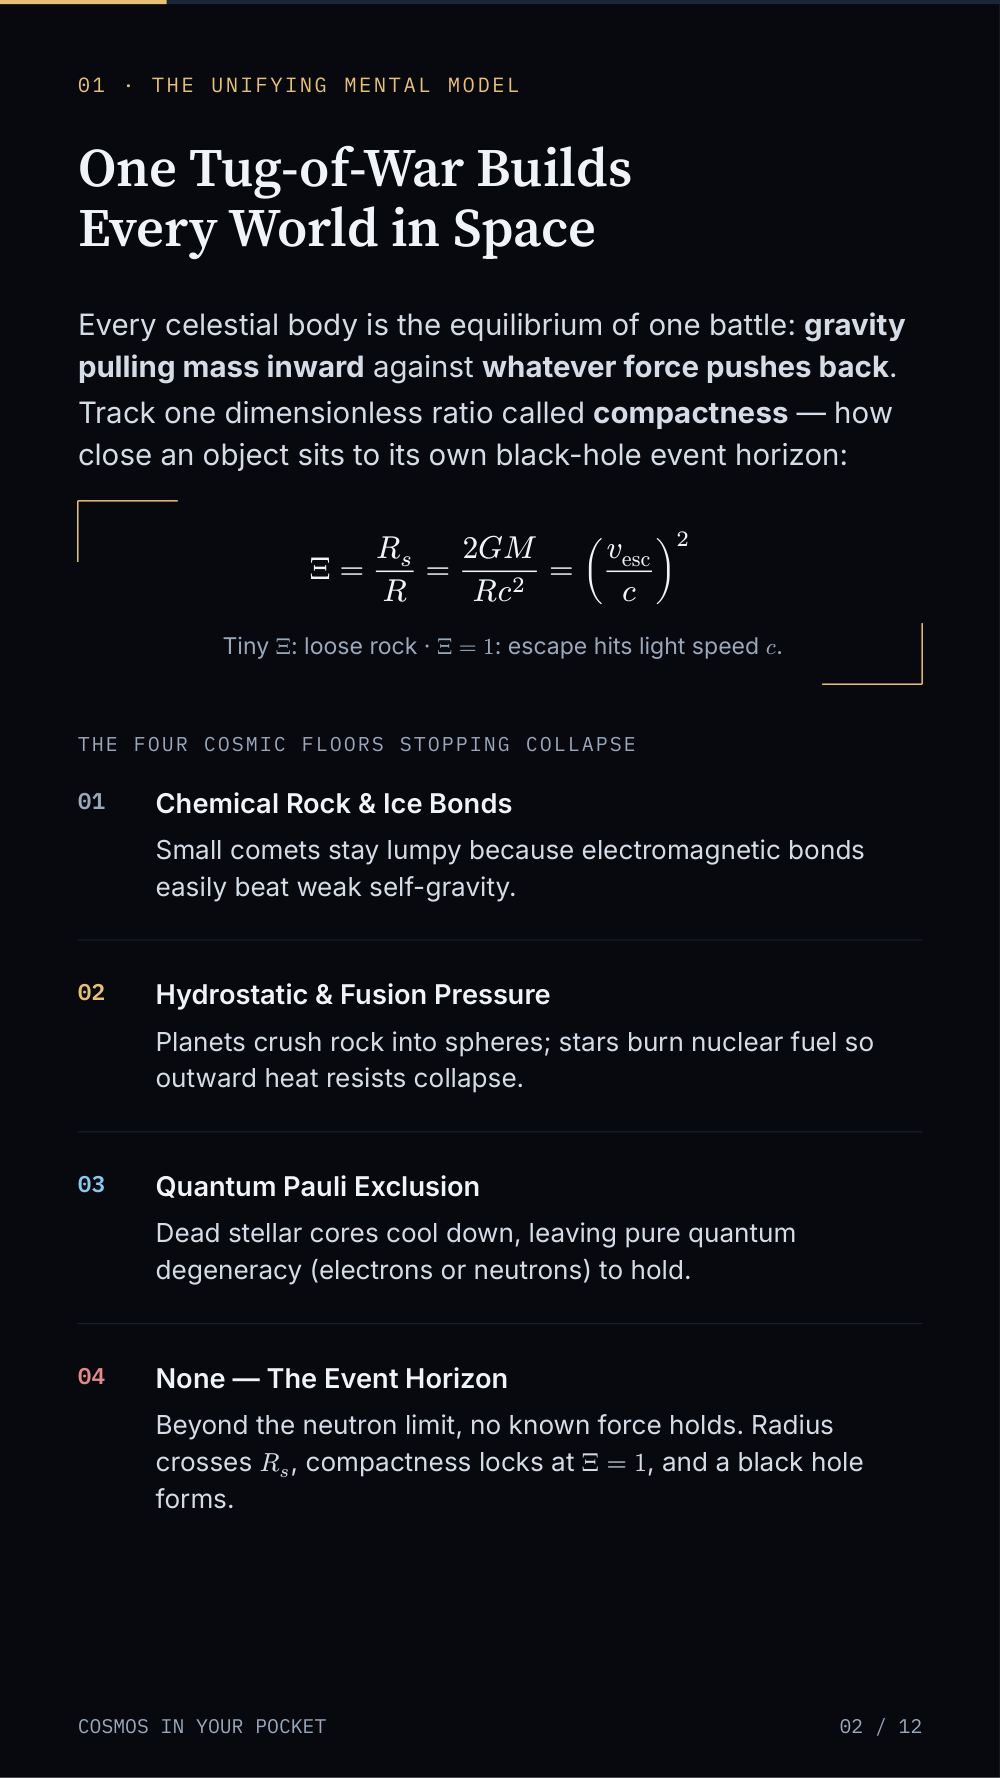 01 · THE UNIFYING MENTAL MODEL
One Tug-of-War Builds
Every World in Space
Every celestial body is the equilibrium of one battle: gravity
pulling mass inward against whatever force pushes back.
Track one dimensionless ratio called compactness — how
close an object sits to its own black-hole event horizon:
Ξ = R_s/R = 2GM/Rc² = (v_esc/c)²
Tiny Ξ: loose rock · Ξ = 1: escape hits light speed c.
THE FOUR COSMIC FLOORS STOPPING COLLAPSE
01 Chemical Rock & Ice Bonds
Small comets stay lumpy because electromagnetic bonds
easily beat weak self-gravity.
02 Hydrostatic & Fusion Pressure
Planets crush rock into spheres; stars burn nuclear fuel so
outward heat resists collapse.
03 Quantum Pauli Exclusion
Dead stellar cores cool down, leaving pure quantum
degeneracy (electrons or neutrons) to hold.
04 None — The Event Horizon
Beyond the neutron limit, no known force holds. Radius
crosses R_s, compactness locks at Ξ = 1, and a black hole
forms.
COSMOS IN YOUR POCKET 02 / 12